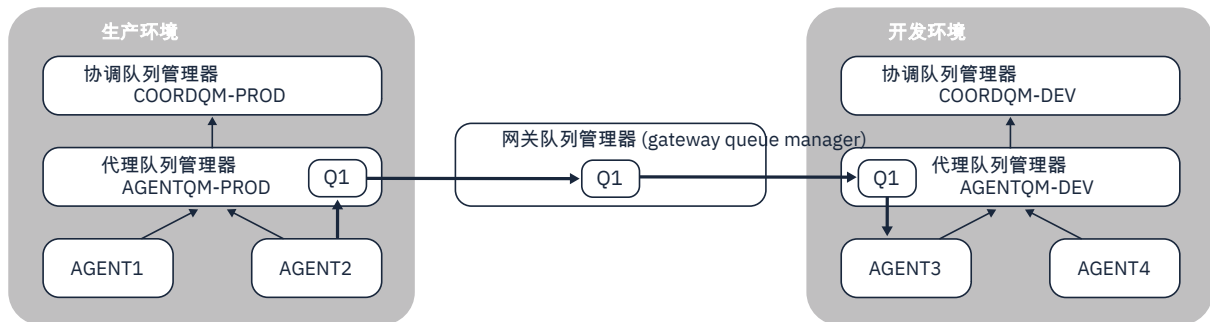 生产环境
协调队列管理器
COORDQM-PROD
代理队列管理器
AGENTQM-PROD
Q1
AGENT1
AGENT2
网关队列管理器 (gateway queue manager)
Q1
开发环境
协调队列管理器
COORDQM-DEV
Q1
代理队列管理器
AGENTQM-DEV
AGENT3
AGENT4